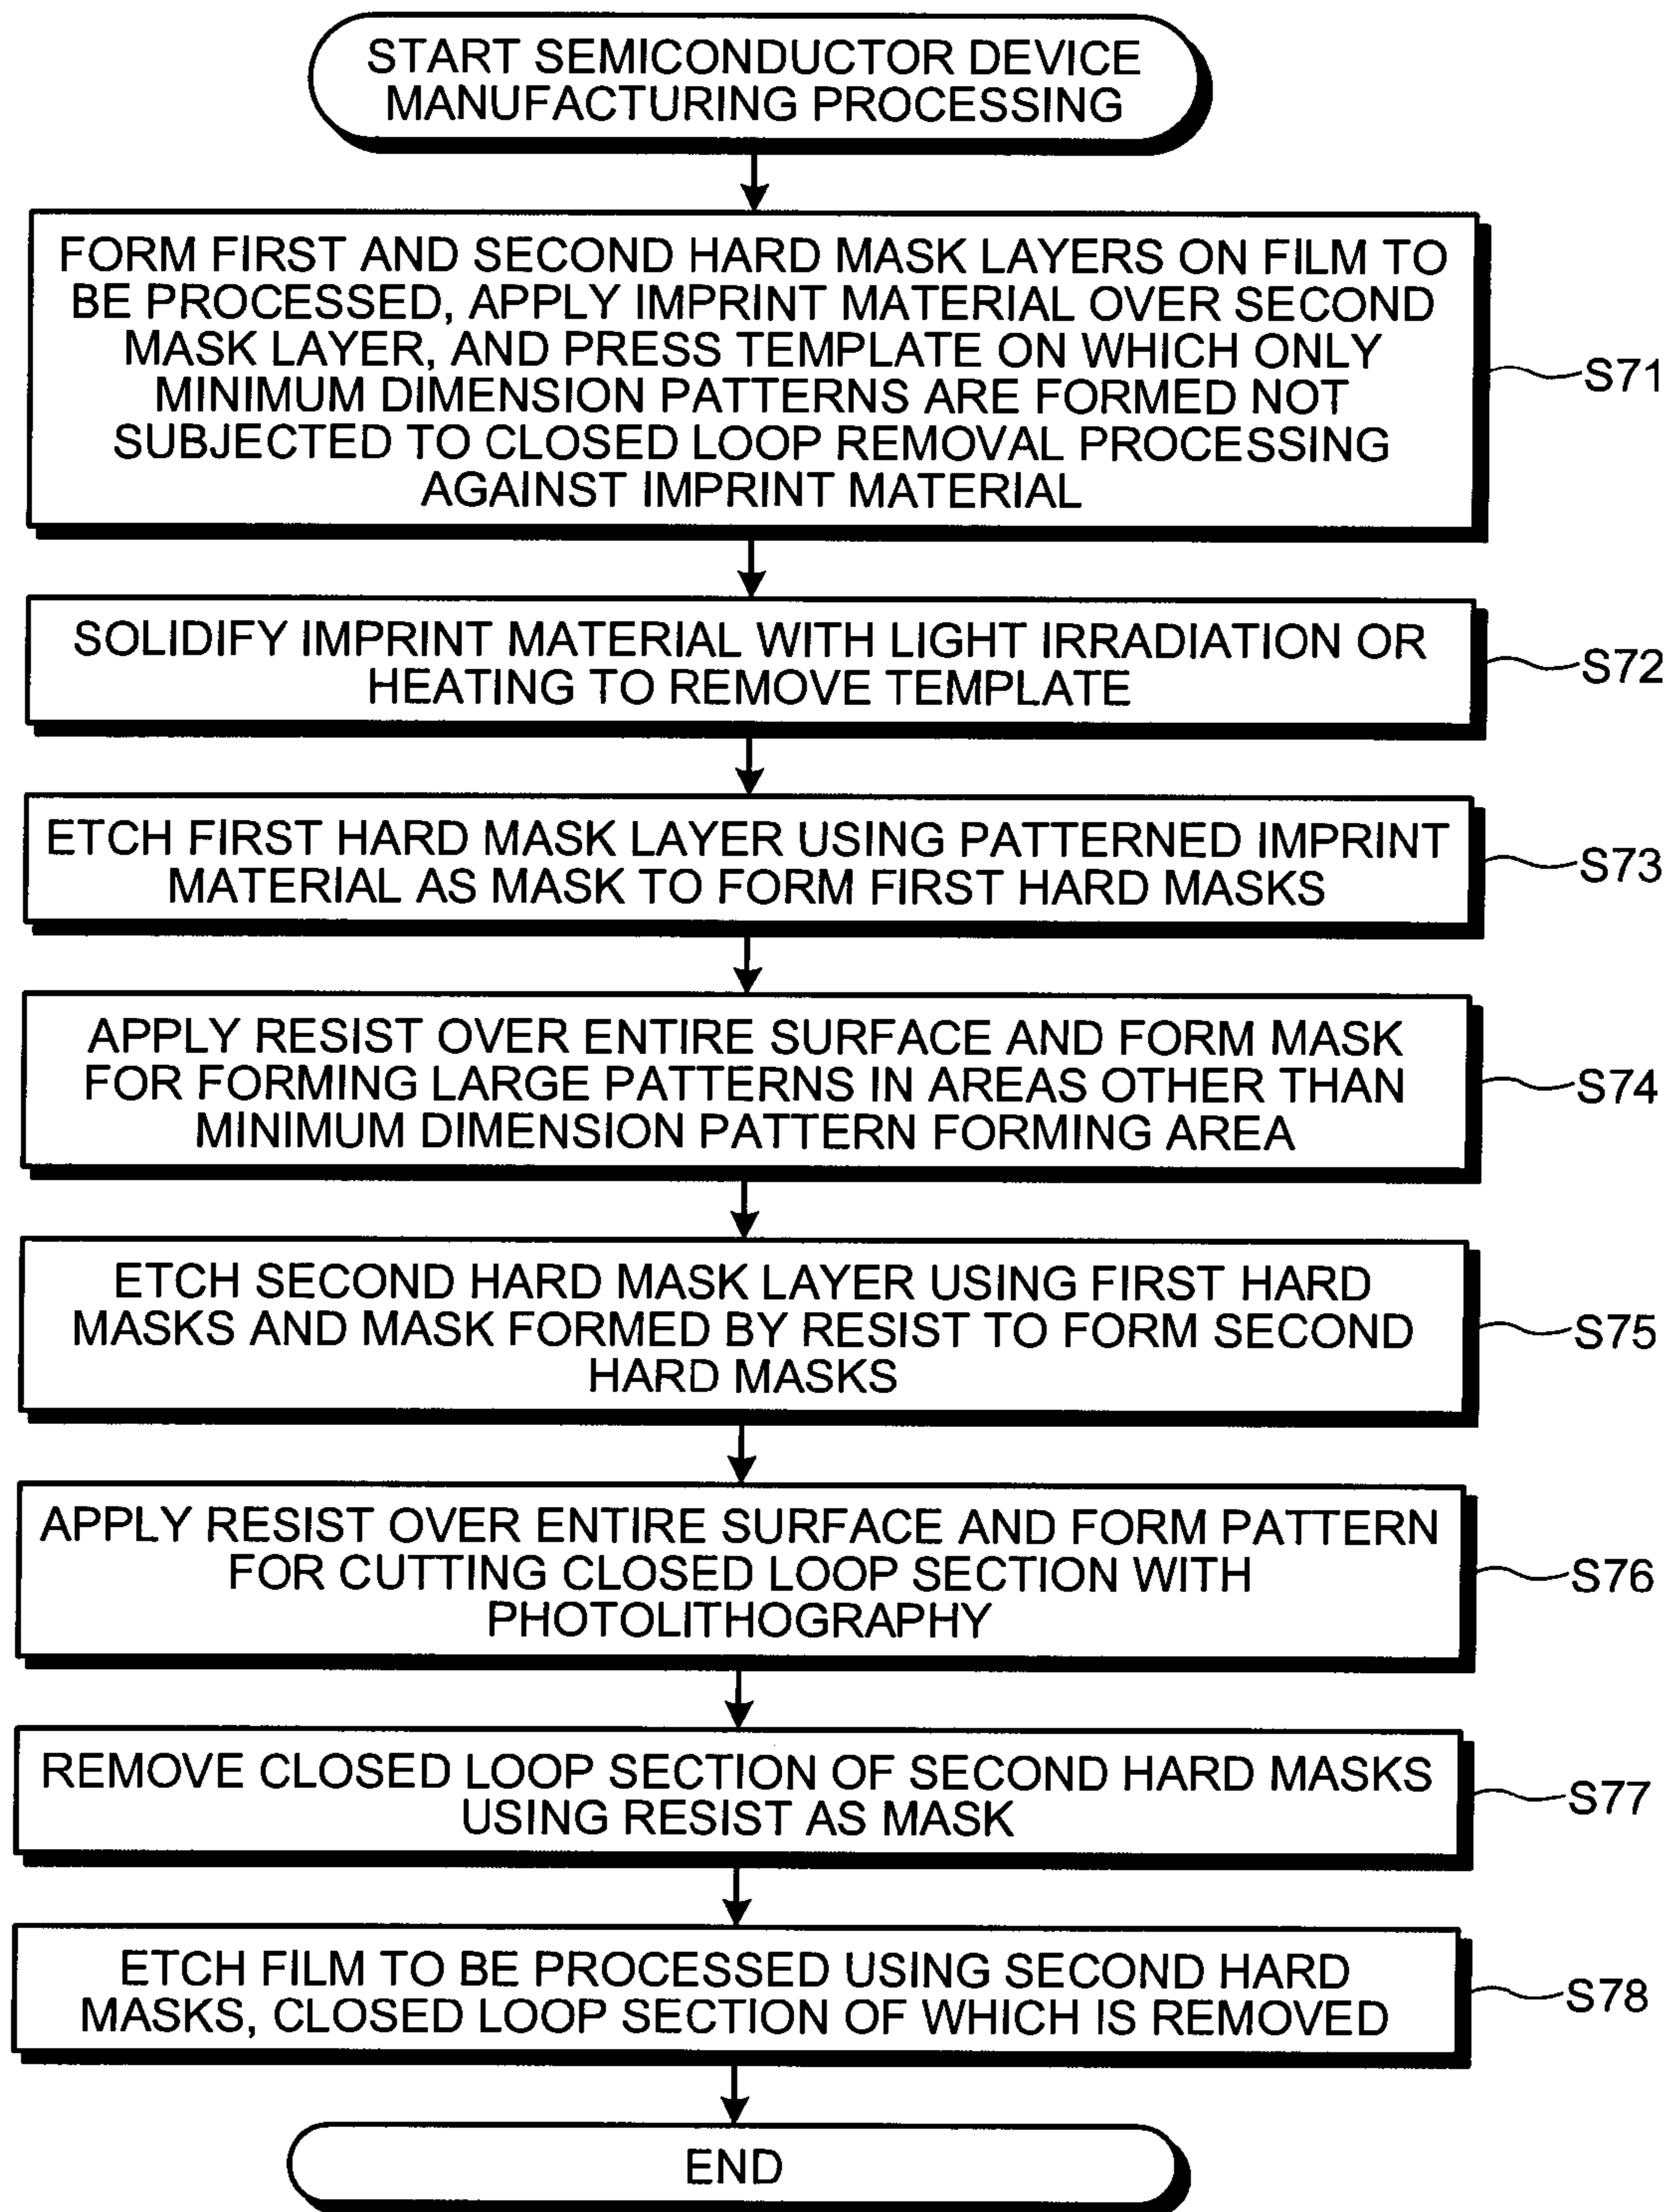 START SEMICONDUCTOR DEVICE
MANUFACTURING PROCESSING
FORM FIRST AND SECOND HARD MASK LAYERS ON FILM TO
BE PROCESSED, APPLY IMPRINT MATERIAL OVER SECOND
MASK LAYER, AND PRESS TEMPLATE ON WHICH ONLY
MINIMUM DIMENSION PATTERNS ARE FORMED NOT
SUBJECTED TO CLOSED LOOP REMOVAL PROCESSING
AGAINST IMPRINT MATERIAL
S71
SOLIDIFY IMPRINT MATERIAL WITH LIGHT IRRADIATION OR
HEATING TO REMOVE TEMPLATE
S72
ETCH FIRST HARD MASK LAYER USING PATTERNED IMPRINT
MATERIAL AS MASK TO FORM FIRST HARD MASKS
S73
APPLY RESIST OVER ENTIRE SURFACE AND FORM MASK
FOR FORMING LARGE PATTERNS IN AREAS OTHER THAN
MINIMUM DIMENSION PATTERN FORMING AREA
S74
ETCH SECOND HARD MASK LAYER USING FIRST HARD
MASKS AND MASK FORMED BY RESIST TO FORM SECOND
HARD MASKS
S75
APPLY RESIST OVER ENTIRE SURFACE AND FORM PATTERN
FOR CUTTING CLOSED LOOP SECTION WITH
PHOTOLITHOGRAPHY
S76
REMOVE CLOSED LOOP SECTION OF SECOND HARD MASKS
USING RESIST AS MASK
S77
ETCH FILM TO BE PROCESSED USING SECOND HARD
MASKS, CLOSED LOOP SECTION OF WHICH IS REMOVED
S78
END